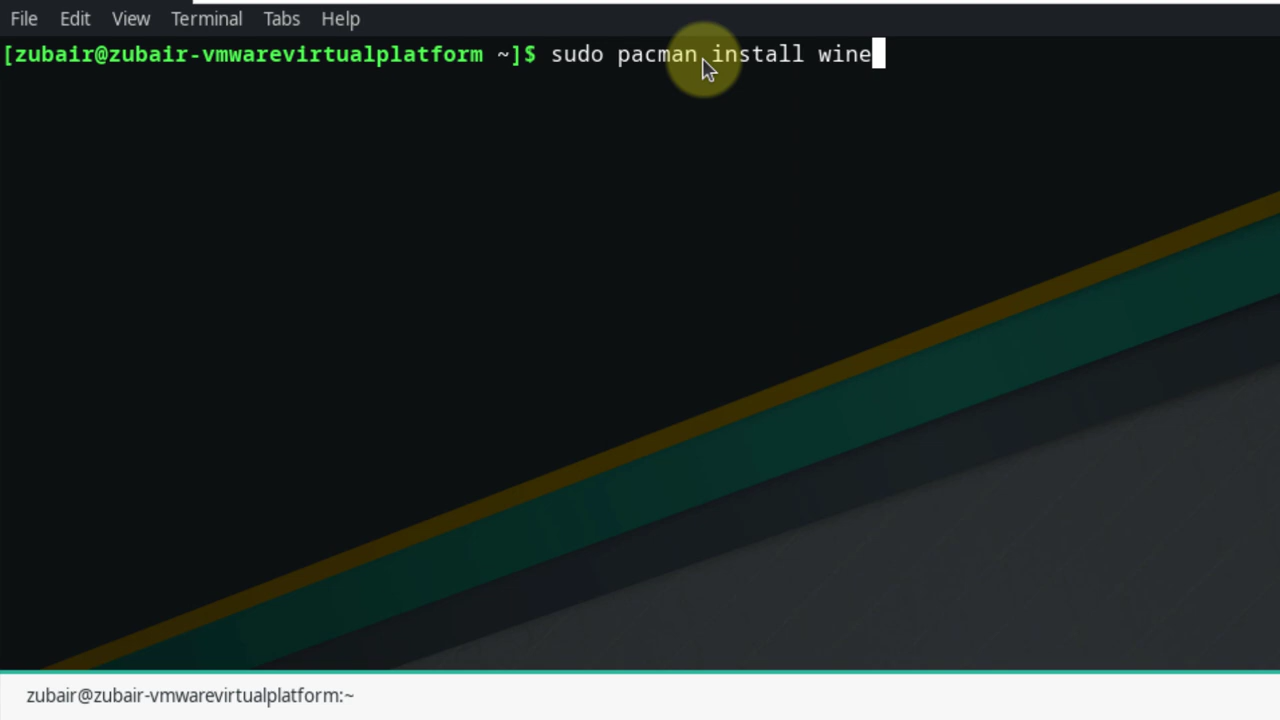 File Edit View Terminal Tabs Help
[zubair@zubair-vmwarevirtualplatform ~]$ sudo pacman install wine
zubair@zubair-vmwarevirtualplatform:~